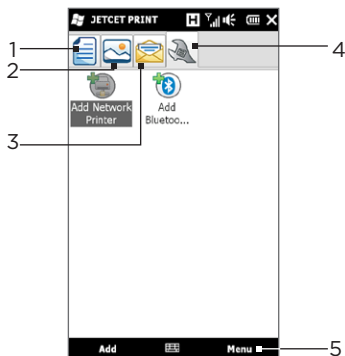 JETCET PRINT H
1
2
3
4
Add Network
Printer
Add
Bluetoo...
Add
Menu
5